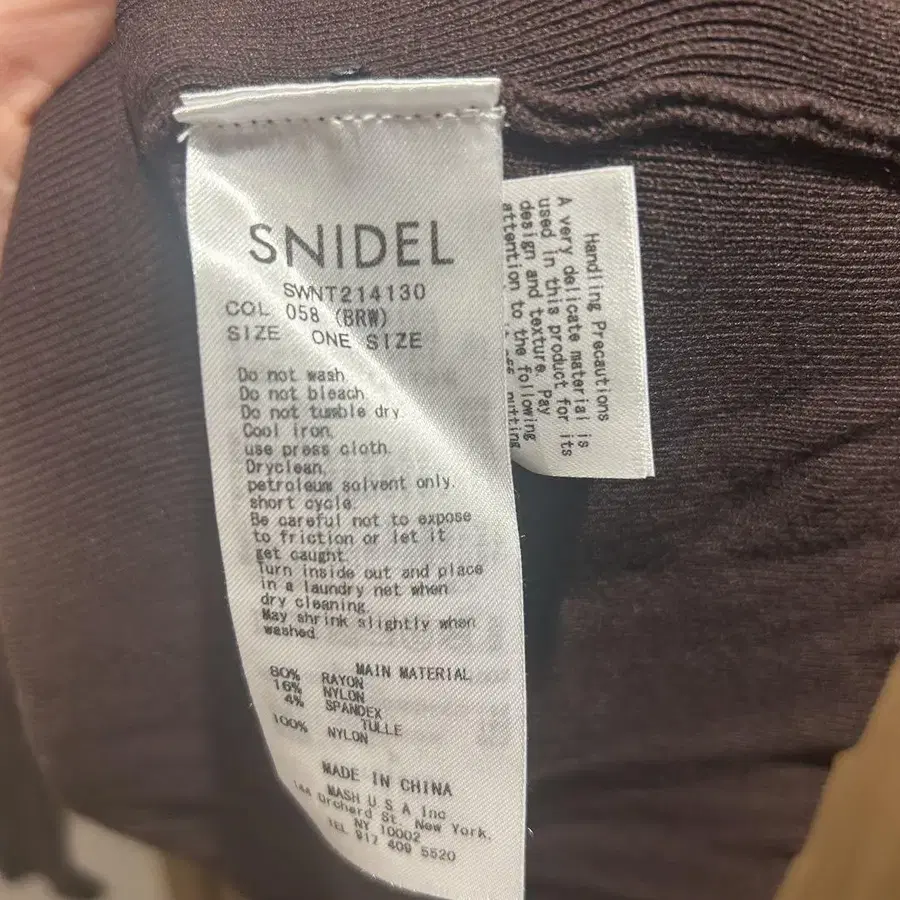 SNIDEL
SWNT214130
COL 058 (BRW)
SIZE ONE SIZE
Do not wash.
Do not bleach.
Do not tumble dry.
Cool iron,
use press cloth.
Dryclean,
petroleum solvent only.
short cycle.
Be careful not to expose
to friction or let it
get caught.
Turn inside out and place
in a laundry net when
dry cleaning.
May shrink slightly when
washed.
MAIN MATERIAL
80% RAYON
16% NYLON
4% SPANDEX
TULLE
100% NYLON
MADE IN CHINA
MASH U S A Inc
Orchard St. New York,
NY 10002
TEL 917 409 5520
Handling Precautions
A very delicate material is
used in this product for its
design and texture. Pay
attention to the following
putting